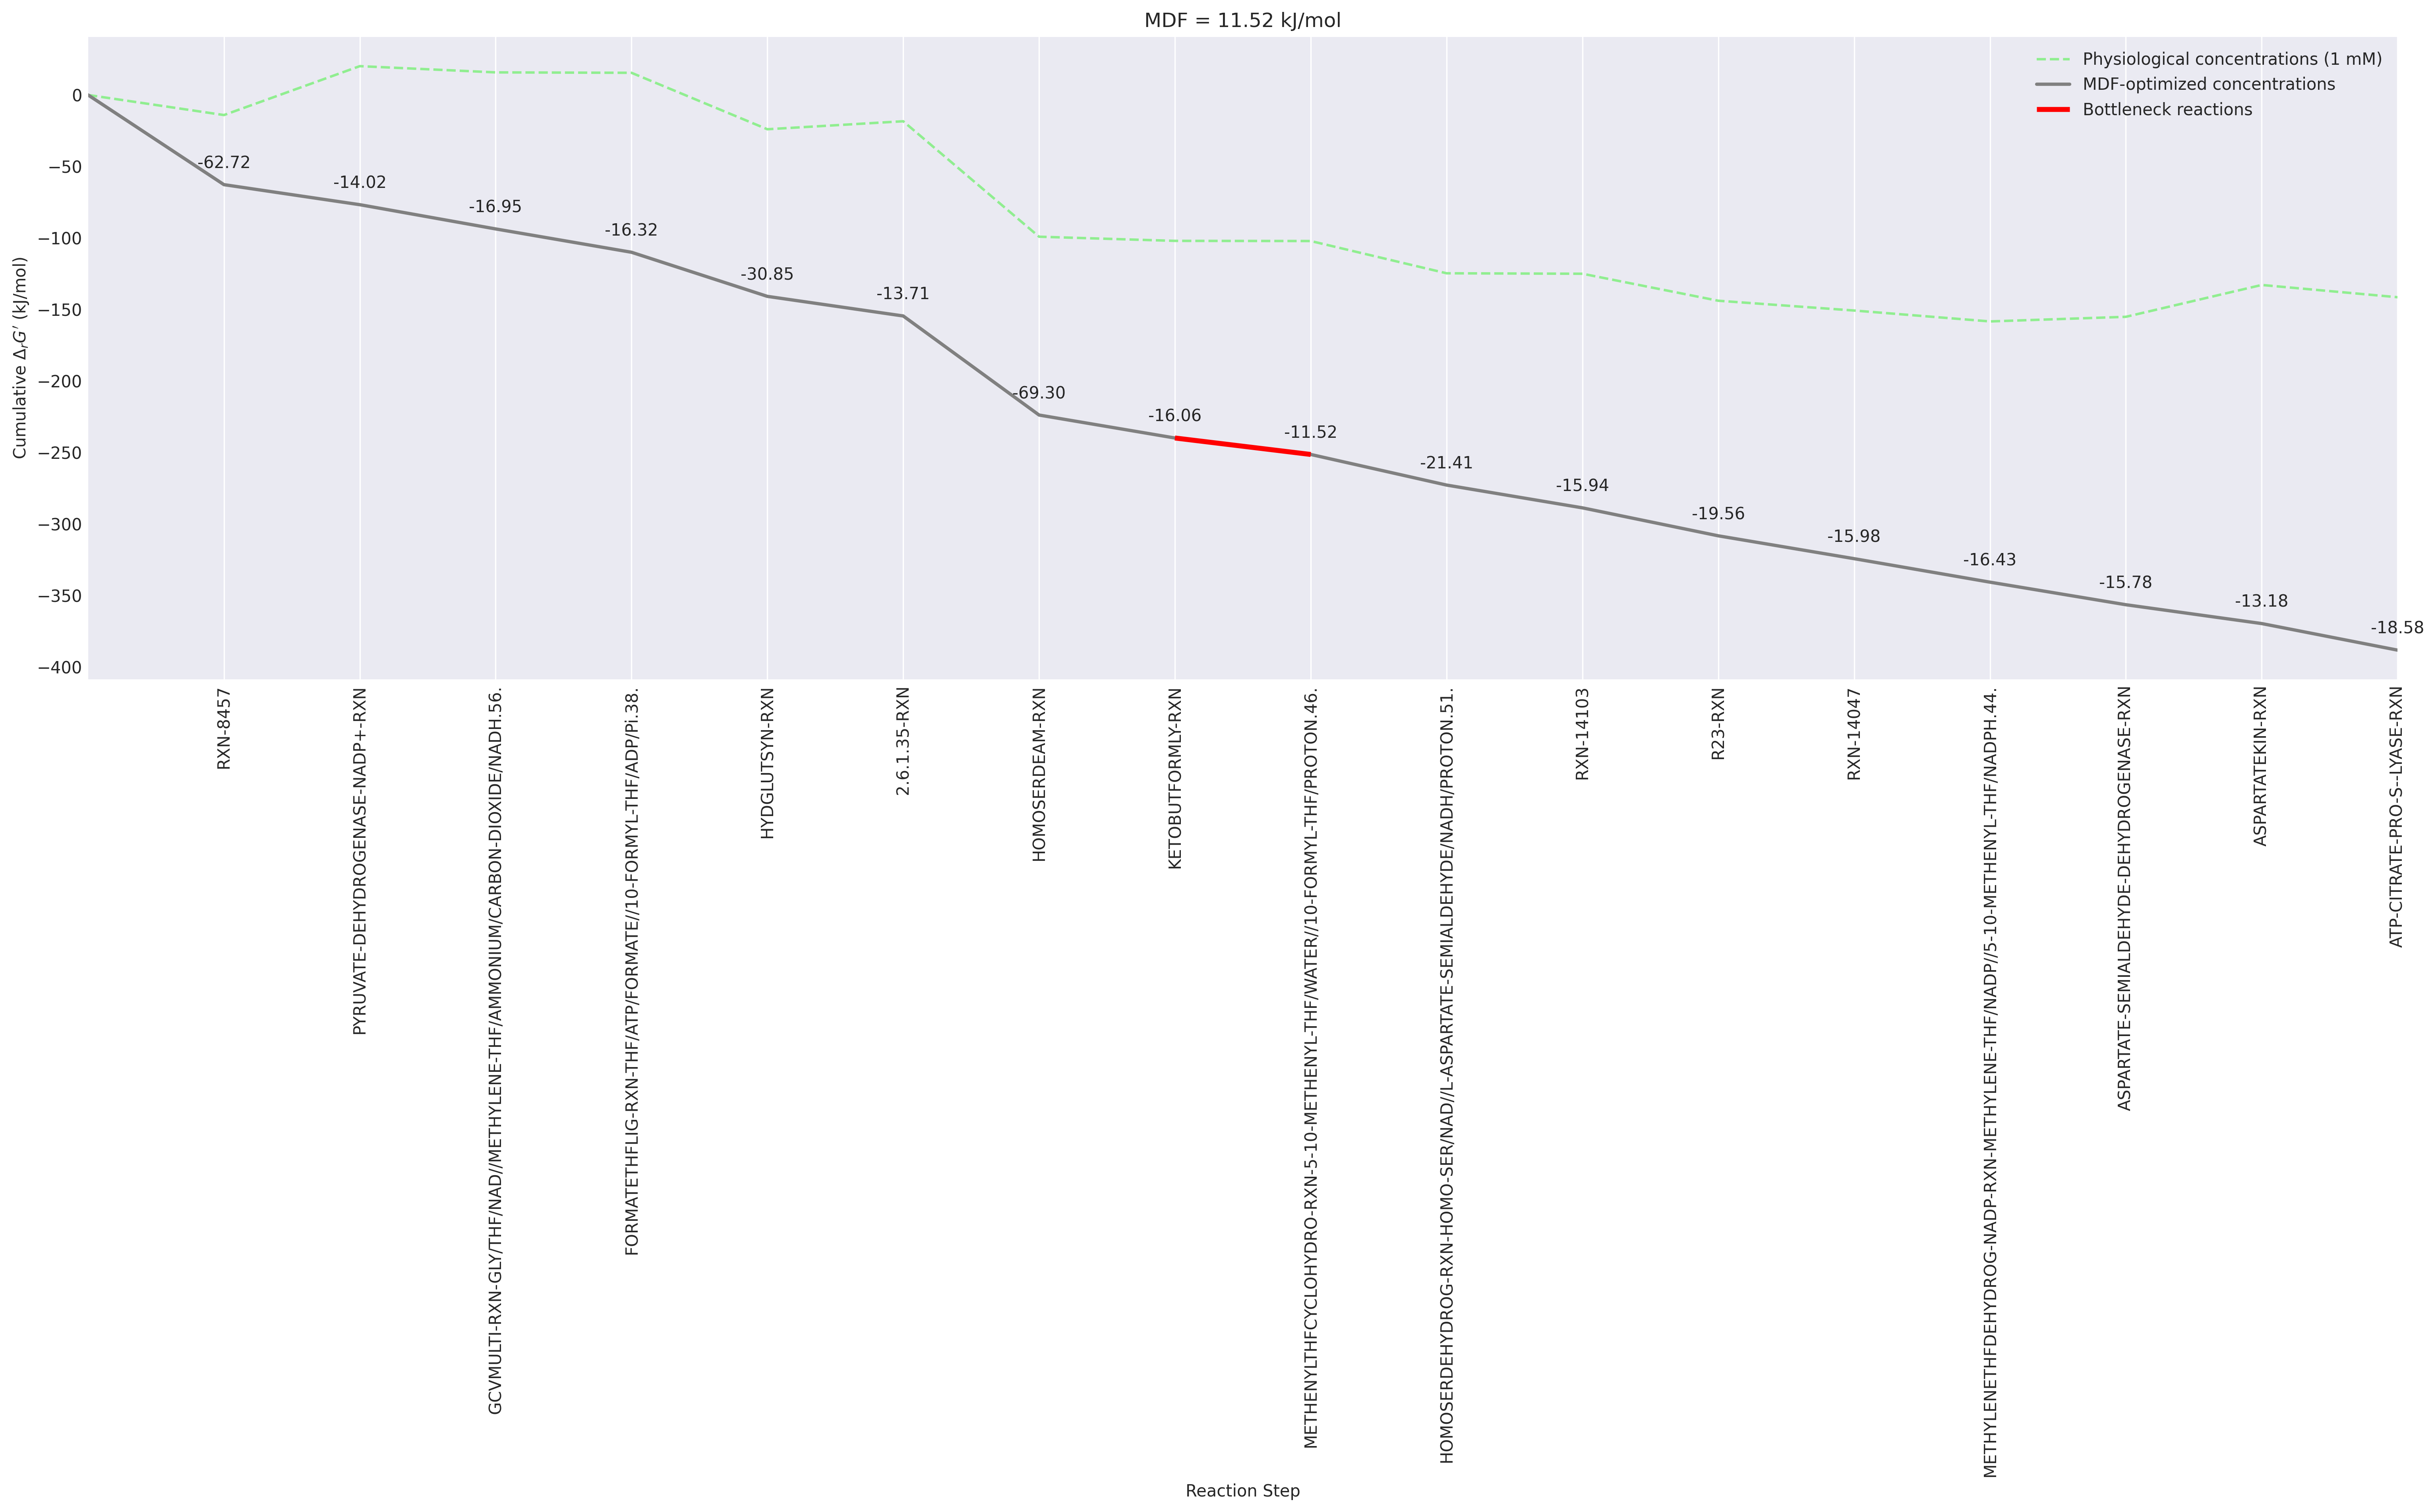 MDF = 11.52 kJ/mol
Physiological concentrations (1 mM)
MDF-optimized concentrations
Bottleneck reactions
Cumulative ΔrG′ (kJ/mol)
0
−50
−100
−150
−200
−250
−300
−350
−400
-62.72
-14.02
-16.95
-16.32
-30.85
-13.71
-69.30
-16.06
-11.52
-21.41
-15.94
-19.56
-15.98
-16.43
-15.78
-13.18
-18.58
RXN-8457
PYRUVATE-DEHYDROGENASE-NADP+-RXN
GCVMULTI-RXN-GLY/THF/NAD//METHYLENE-THF/AMMONIUM/CARBON-DIOXIDE/NADH.56.
FORMATETHFLIG-RXN-THF/ATP/FORMATE//10-FORMYL-THF/ADP/Pi.38.
HYDGLUTSYN-RXN
2.6.1.35-RXN
HOMOSERDEAM-RXN
KETOBUTFORMLY-RXN
METHENYLTHFCYCLOHYDRO-RXN-5-10-METHENYL-THF/WATER//10-FORMYL-THF/PROTON.46.
HOMOSERDEHYDROG-RXN-HOMO-SER/NAD//L-ASPARTATE-SEMIALDEHYDE/NADH/PROTON.51.
RXN-14103
R23-RXN
RXN-14047
METHYLENETHFDEHYDROG-NADP-RXN-METHYLENE-THF/NADP//5-10-METHENYL-THF/NADPH.44.
ASPARTATE-SEMIALDEHYDE-DEHYDROGENASE-RXN
ASPARTATEKIN-RXN
ATP-CITRATE-PRO-S--LYASE-RXN
Reaction Step